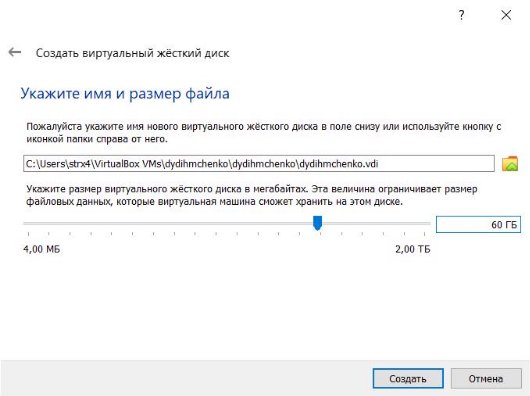 ?
Создать виртуальный жёсткий диск
Укажите имя и размер файла
Пожалуйста укажите имя нового виртуального жёсткого диска в поле снизу или используйте кнопку с
иконкой папки справа от него.
C:\Users\strx4\VirtualBox VMs\dydihmchenko\dydihmchenko\dydihmchenko.vdi
Укажите размер виртуального жёсткого диска в мегабайтах. Эта величина ограничивает размер
файловых данных, которые виртуальная машина сможет хранить на этом диске.
60 ГБ
4,00 МБ 2,00 ТБ
Создать Отмена